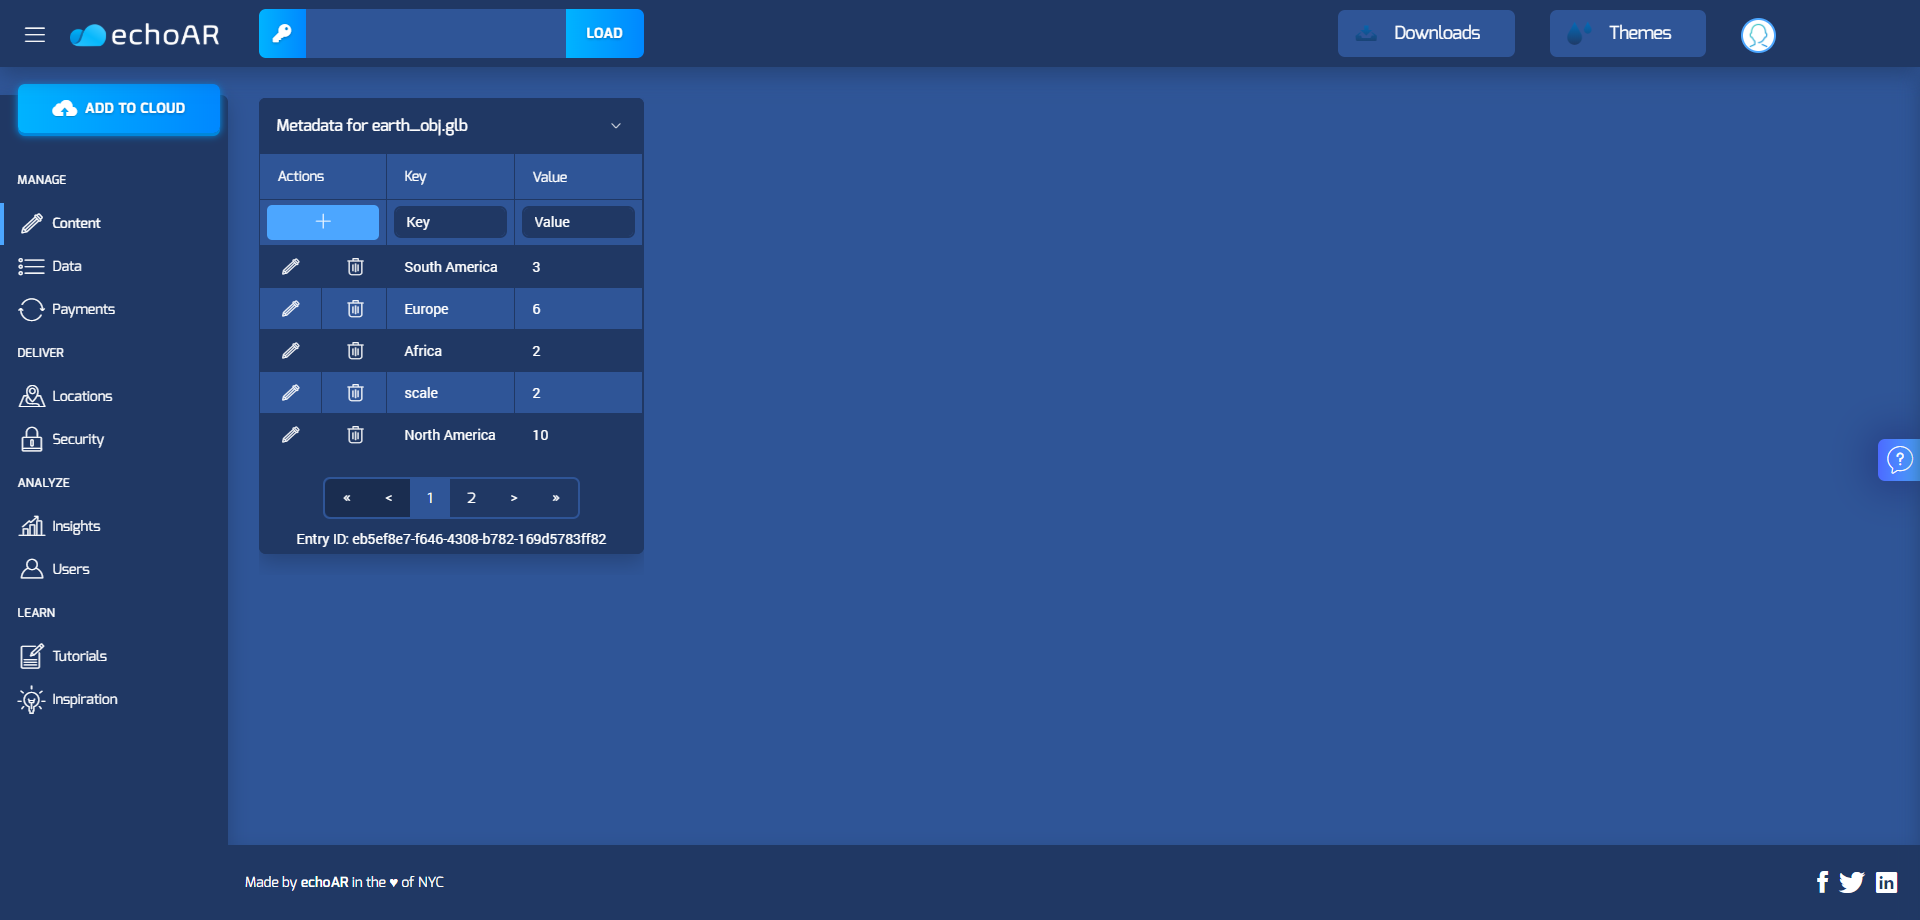 echoAR
LOAD
Downloads
Themes
ADD TO CLOUD
MANAGE
Content
Data
Payments
DELIVER
Locations
Security
ANALYZE
Insights
Users
LEARN
Tutorials
Inspiration
Metadata for earth_obj.glb
Actions Key Value
+ Key Value
South America 3
Europe 6
Africa 2
scale 2
North America 10
« < 1 2 > »
Entry ID: eb5ef8e7-f646-4308-b782-169d5783ff82
?
Made by echoAR in the ♥ of NYC